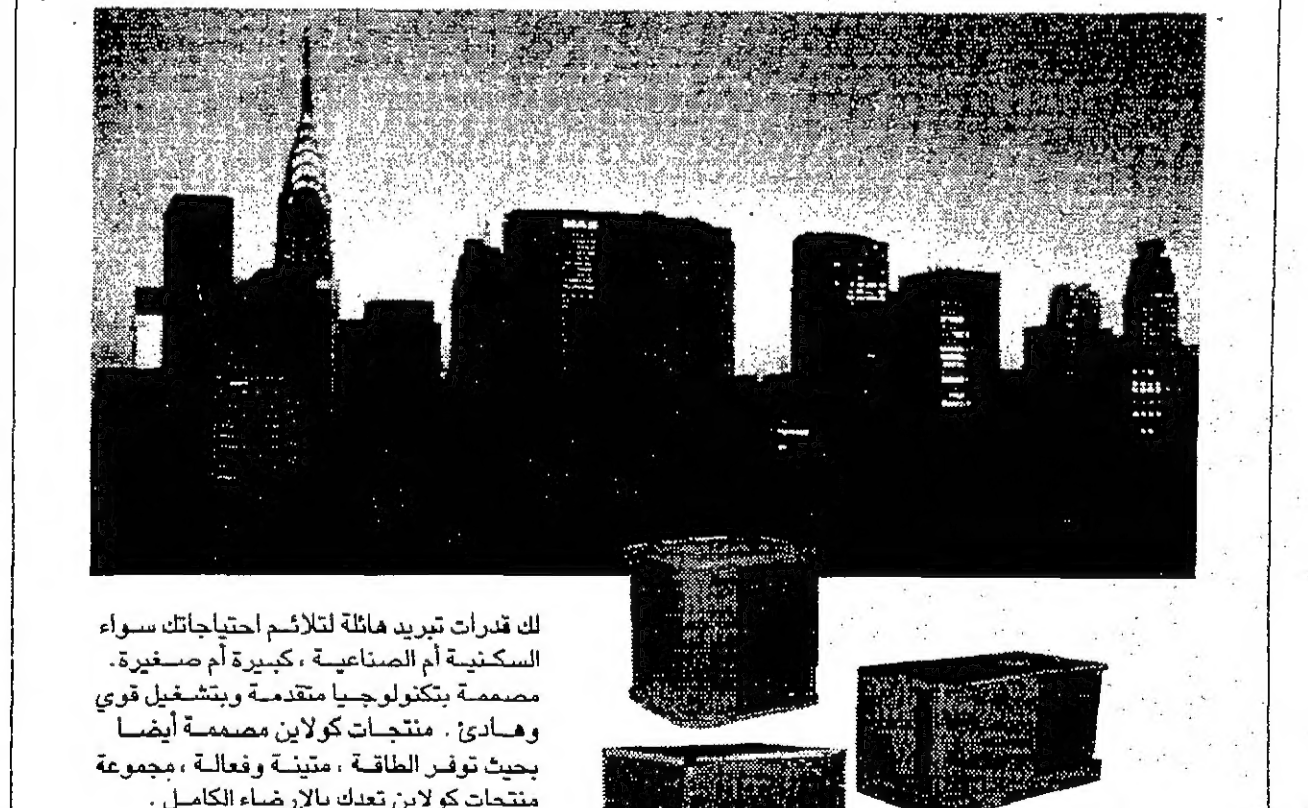 لك قدرات تبريد هائلة لتلائم احتياجاتك سواء
السكنية أم الصناعية ، كبيرة أم صغيرة .
مصممة بتكنولوجيا متقدمة وبتشغيل قوي
وهادئ . منتجات كولاين مصممة أيضا
بحيث توفر الطاقة ، متينة وفعالة ، مجموعة
منتجات كولاين تعدك بالإرضاء الكامل .